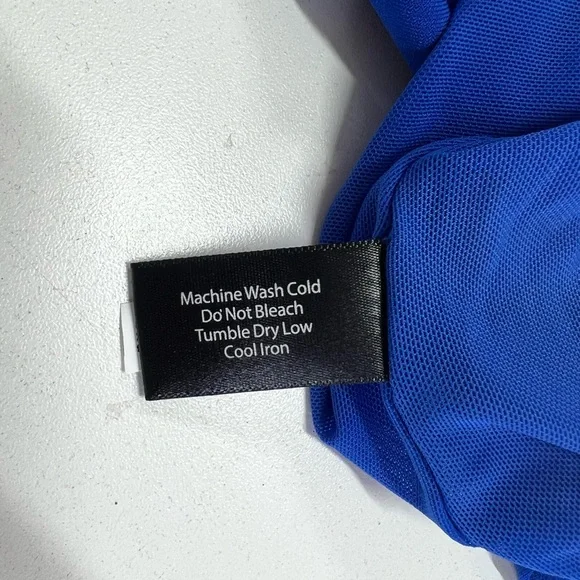 Machine Wash Cold
Do Not Bleach
Tumble Dry Low
Cool Iron